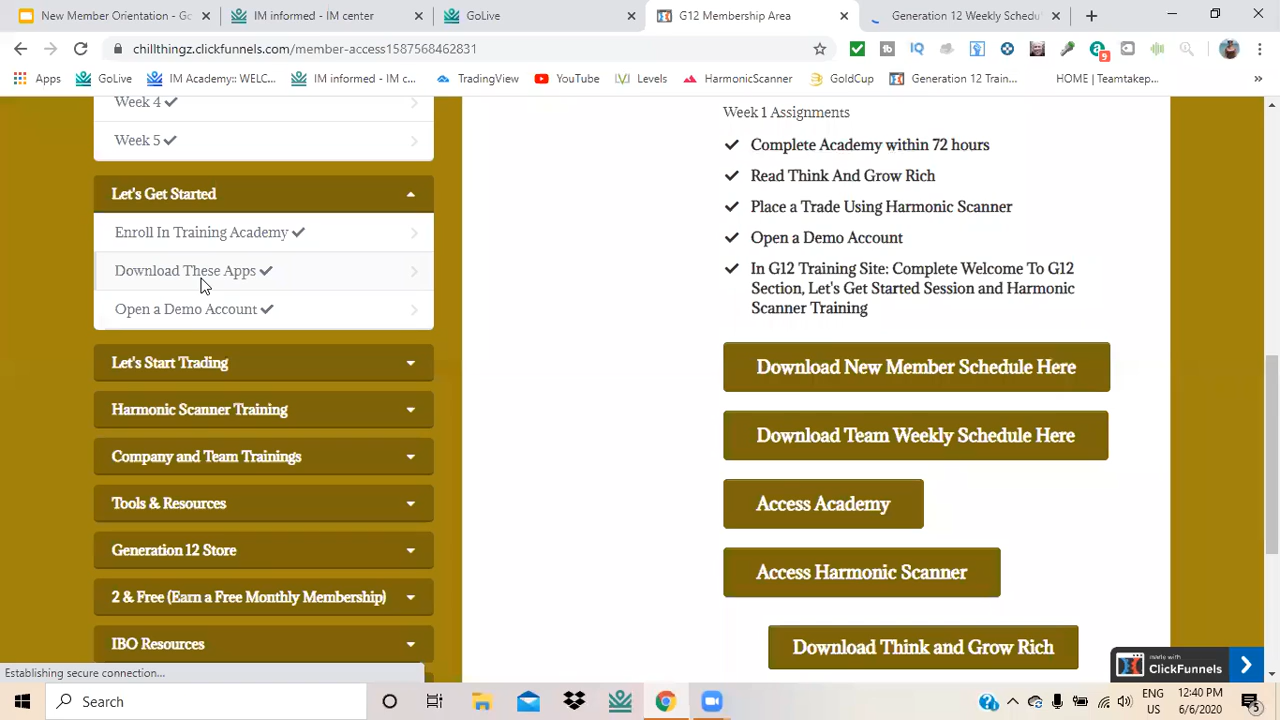 New Member Orientation - Go
IM informed - IM center
GoLive
G12 Membership Area
Generation 12 Weekly Schedu
chillthingz.clickfunnels.com/member-access1587568462831
Apps
GoLive
IM Academy:: WELC...
IM informed - IM c...
TradingView
YouTube
Levels
HarmonicScanner
GoldCup
Generation 12 Train...
HOME | Teamtakep...
Week 4
Week 5
Let's Get Started
Enroll In Training Academy
Download These Apps
Open a Demo Account
Let's Start Trading
Harmonic Scanner Training
Company and Team Trainings
Tools & Resources
Generation 12 Store
2 & Free (Earn a Free Monthly Membership)
IBO Resources
Week 1 Assignments
Complete Academy within 72 hours
Read Think And Grow Rich
Place a Trade Using Harmonic Scanner
Open a Demo Account
In G12 Training Site: Complete Welcome To G12
Section, Let's Get Started Session and Harmonic
Scanner Training
Download New Member Schedule Here
Download Team Weekly Schedule Here
Access Academy
Access Harmonic Scanner
Download Think and Grow Rich
made with
ClickFunnels
Establishing secure connection...
Search
ENG
US
12:40 PM
6/6/2020
5